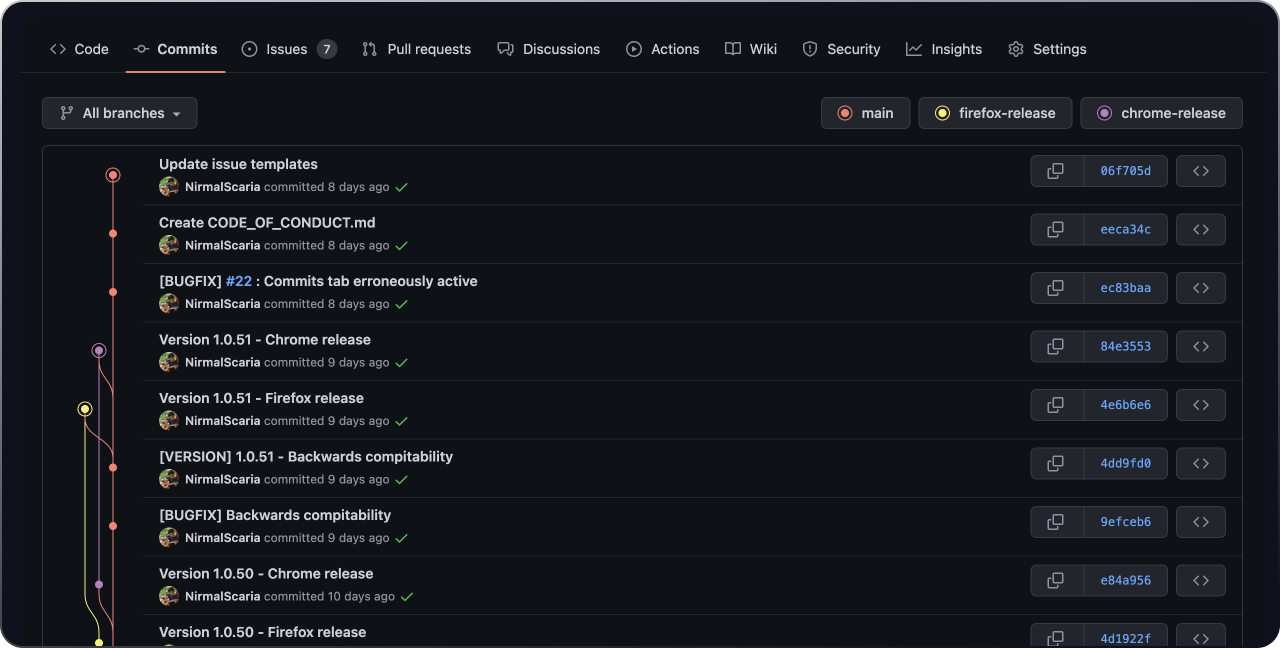 Code Commits Issues 7 Pull requests Discussions Actions Wiki Security Insights Settings
All branches main firefox-release chrome-release
Update issue templates
NirmalScaria committed 8 days ago
06f705d
Create CODE_OF_CONDUCT.md
NirmalScaria committed 8 days ago
eeca34c
[BUGFIX] #22 : Commits tab erroneously active
NirmalScaria committed 8 days ago
ec83baa
Version 1.0.51 - Chrome release
NirmalScaria committed 9 days ago
84e3553
Version 1.0.51 - Firefox release
NirmalScaria committed 9 days ago
4e6b6e6
[VERSION] 1.0.51 - Backwards compitability
NirmalScaria committed 9 days ago
4dd9fd0
[BUGFIX] Backwards compitability
NirmalScaria committed 9 days ago
9efceb6
Version 1.0.50 - Chrome release
NirmalScaria committed 10 days ago
e84a956
Version 1.0.50 - Firefox release
4d1922f